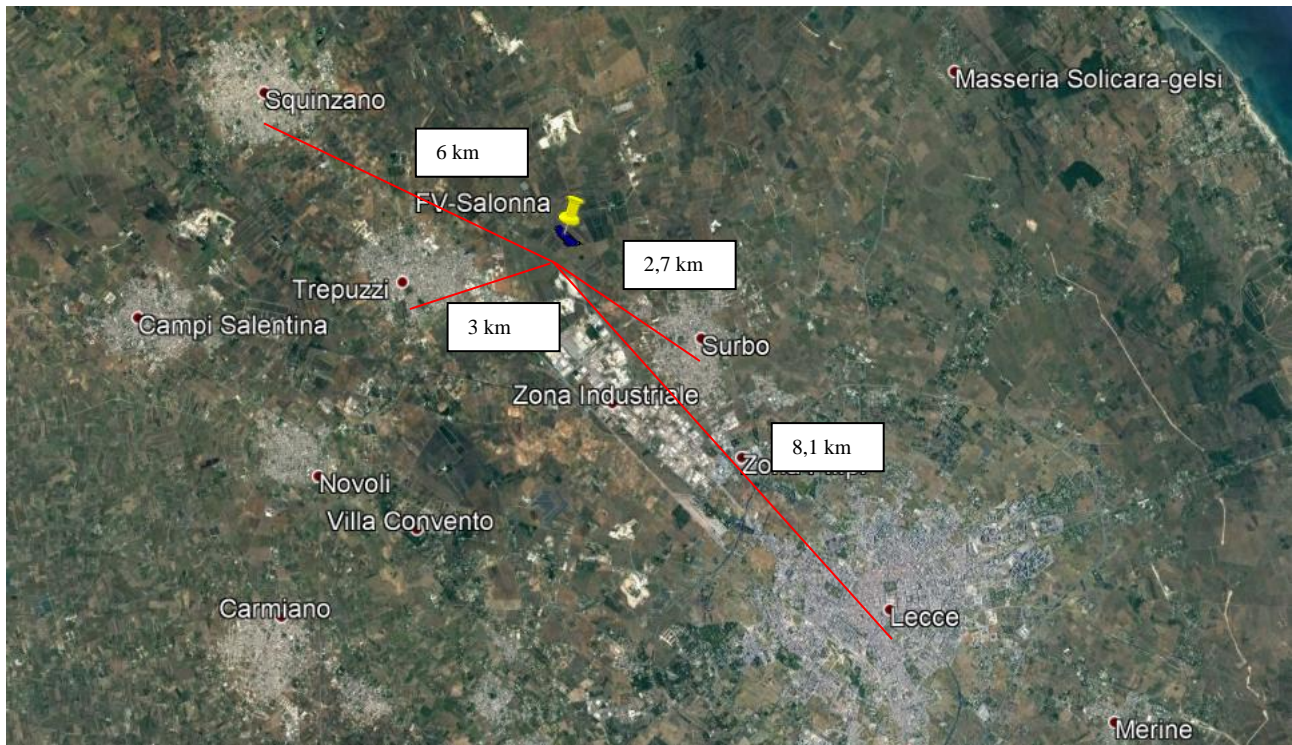 Masseria Solicara-gelsi
Squinzano
6 km
FV-Salonna
2,7 km
Trepuzzi
3 km
Campi Salentina
Surbo
Zona Industriale
8,1 km
Novoli
Villa Convento
Carmiano
Lecce
Merine